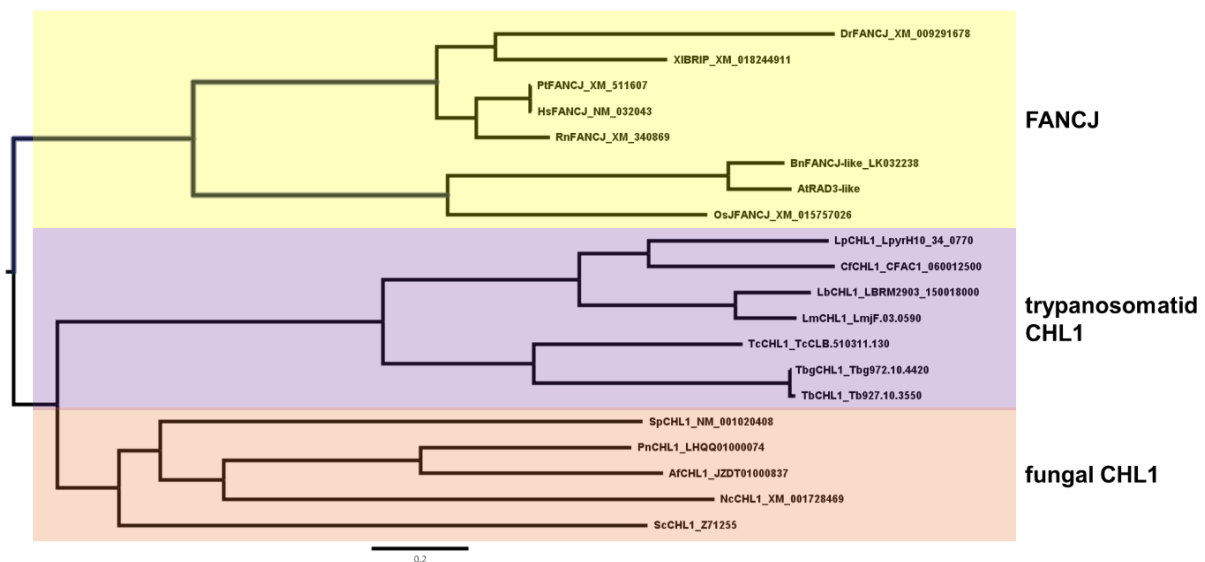 DrFANCJ_XM_009291678
XlBRIP_XM_018244911
PtFANCJ_XM_511607
HsFANCJ_NM_032043
RnFANCJ_XM_340869
FANCJ
BnFANCJ-like_LK032238
AtRAD3-like
OsJFANCJ_XM_015757026
LpCHL1_LpyrH10_34_0770
CfCHL1_CFAC1_060012500
LbCHL1_LBRM2903_150018000
LmCHL1_LmjF.03.0590
trypanosomatid
CHL1
TcCHL1_TcCLB.510311.130
TbgCHL1_Tbg972.10.4420
TbCHL1_Tb927.10.3550
SpCHL1_NM_001020408
PnCHL1_LHQQ01000074
AfCHL1_JZDT01000837
fungal CHL1
NcCHL1_XM_001728469
ScCHL1_Z71255
0.2